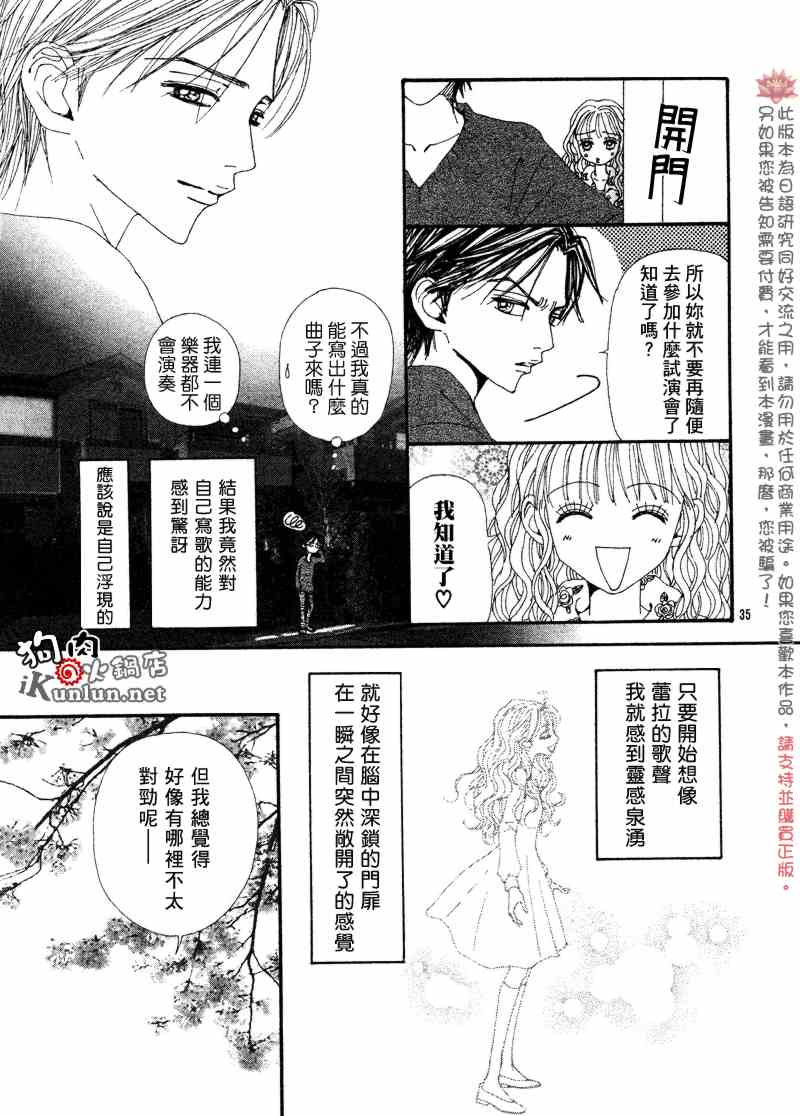 開門
所以妳就不要再隨便
去參加什麼試演會了
知道了嗎？
我知道了♡
35
不過我真的
能寫出什麼
曲子來嗎？
我連一個
樂器都不
會演奏
結果我竟然對
自己寫歌的能力
感到驚訝
應該說是自己浮現的
只要開始想像
蕾拉的歌聲
我就感到靈感泉湧
就好像在腦中深鎖的門扉
在一瞬之間突然敞開了的感覺
但我總覺得
好像有哪裡不太
對勁呢—
狗肉
火鍋店
iKunlun.net
此版本為日語研究同好交流之用，請勿用於任何商業用途。如果您喜歡本作品，請支持並購買正版。
另如果您被告知需要付費，才能看到本漫畫，那麼，您被騙了！